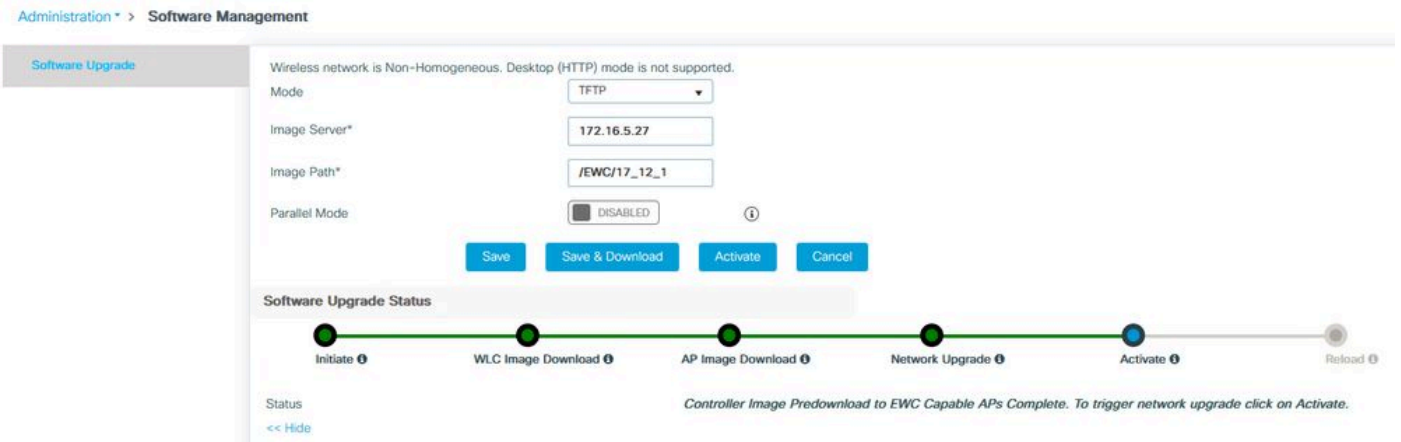 Administration > Software Management
Software Upgrade
Wireless network is Non-Homogeneous. Desktop (HTTP) mode is not supported.
Mode TFTP
Image Server* 172.16.5.27
Image Path* /EWC/17_12_1
Parallel Mode DISABLED
Save Save & Download Activate Cancel
Software Upgrade Status
Initiate WLC Image Download AP Image Download Network Upgrade Activate Reload
Status Controller Image Predownload to EWC Capable APs Complete. To trigger network upgrade click on Activate.
<< Hide